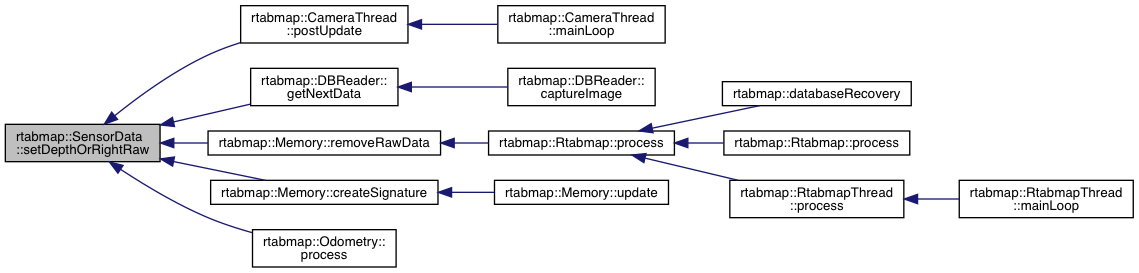 rtabmap::SensorData
::setDepthOrRightRaw
rtabmap::CameraThread
::postUpdate
rtabmap::CameraThread
::mainLoop
rtabmap::DBReader::
getNextData
rtabmap::DBReader::
captureImage
rtabmap::Memory::removeRawData
rtabmap::Rtabmap::process
rtabmap::databaseRecovery
rtabmap::Rtabmap::process
rtabmap::RtabmapThread
::process
rtabmap::RtabmapThread
::mainLoop
rtabmap::Memory::createSignature
rtabmap::Memory::update
rtabmap::Odometry::
process